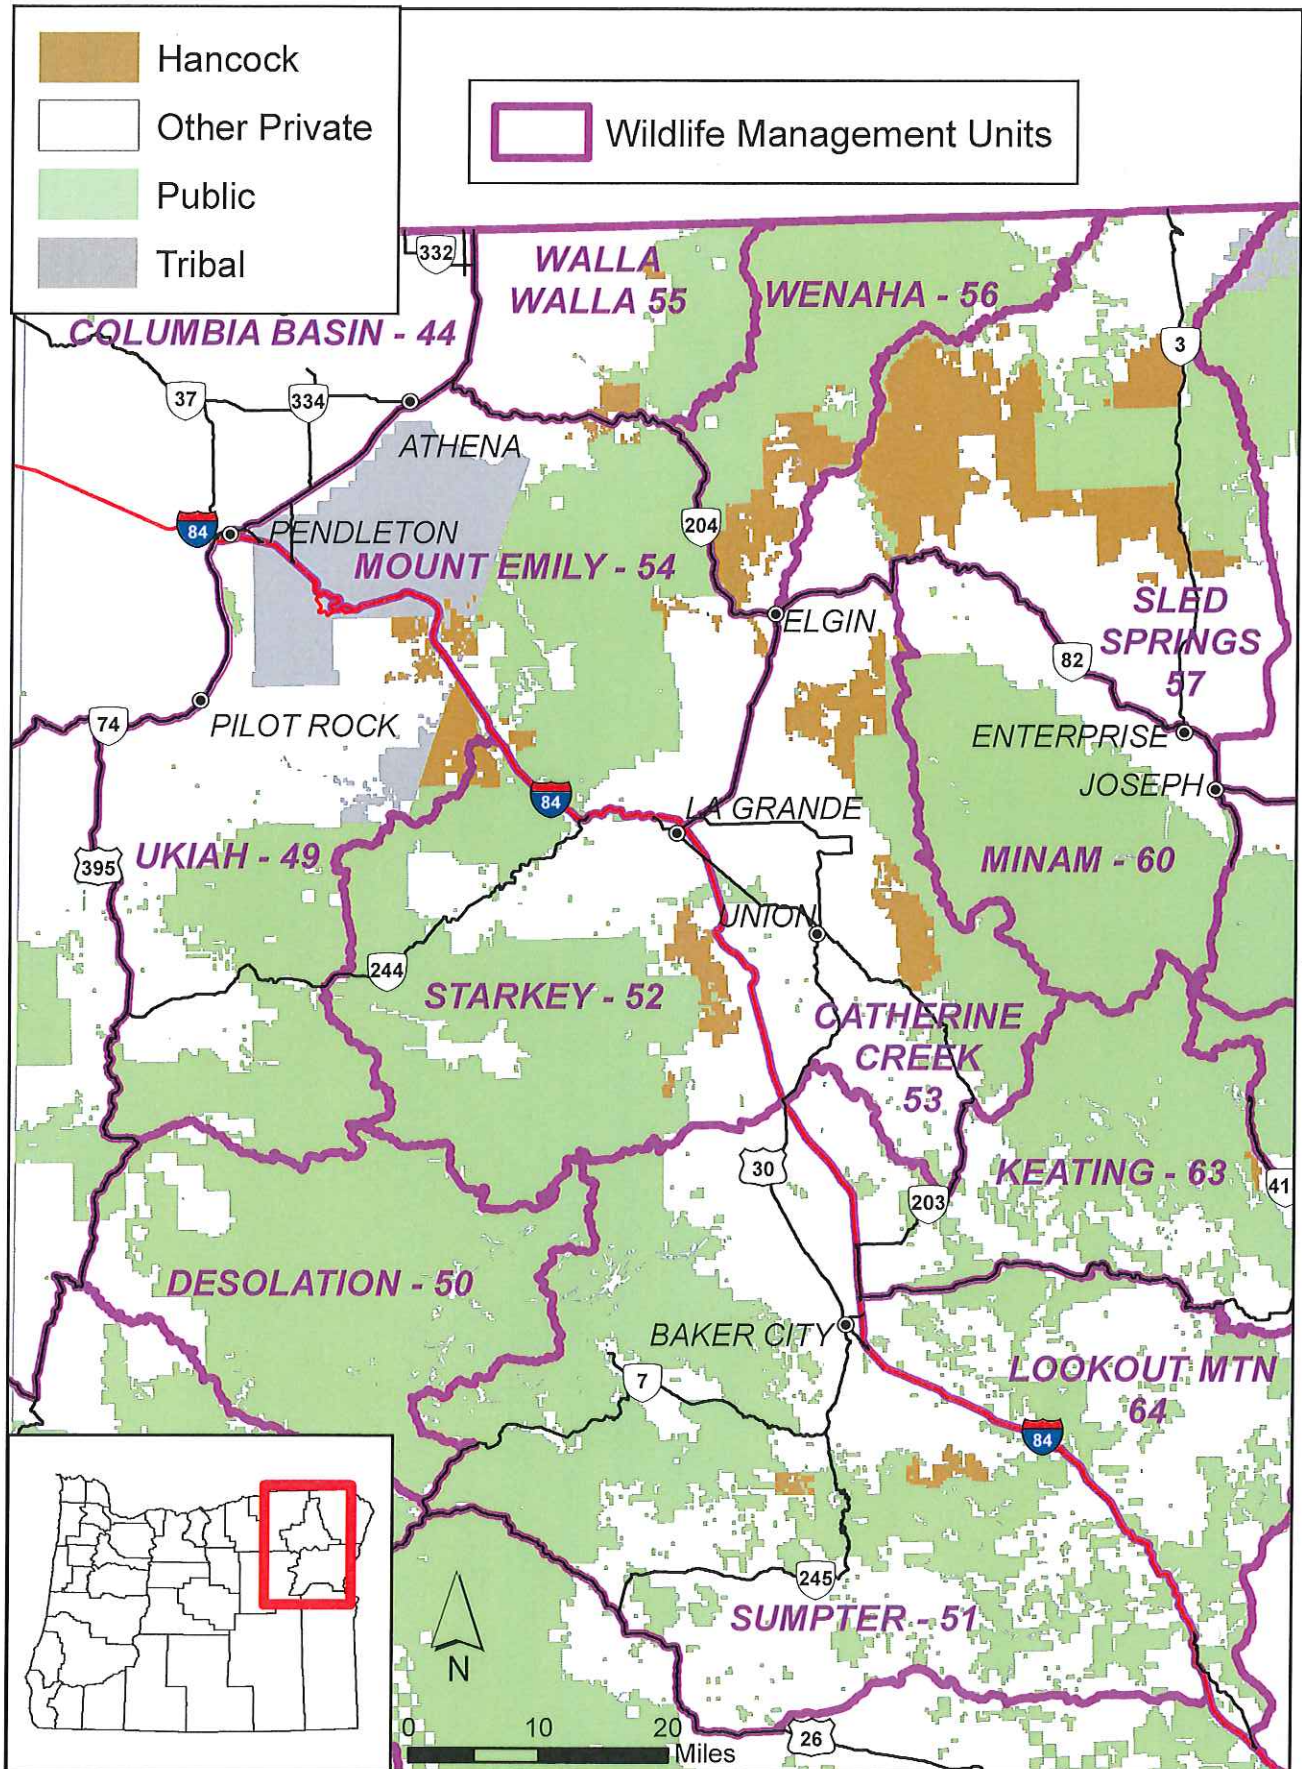 Hancock
Other Private
Public
Tribal
Wildlife Management Units
332
WALLA
WALLA 55
WENAHA - 56
COLUMBIA BASIN - 44
3
37
334
ATHENA
84
PENDLETON
204
MOUNT EMILY - 54
ELGIN
SLED
SPRINGS
57
82
74
PILOT ROCK
ENTERPRISE
JOSEPH
84
LA GRANDE
395
UKIAH - 49
MINAM - 60
UNION
244
STARKEY - 52
CATHERINE
CREEK
53
30
KEATING - 63
41
203
DESOLATION - 50
BAKER CITY
LOOKOUT MTN
64
7
84
245
SUMPTER - 51
N
0 10 20
Miles
26